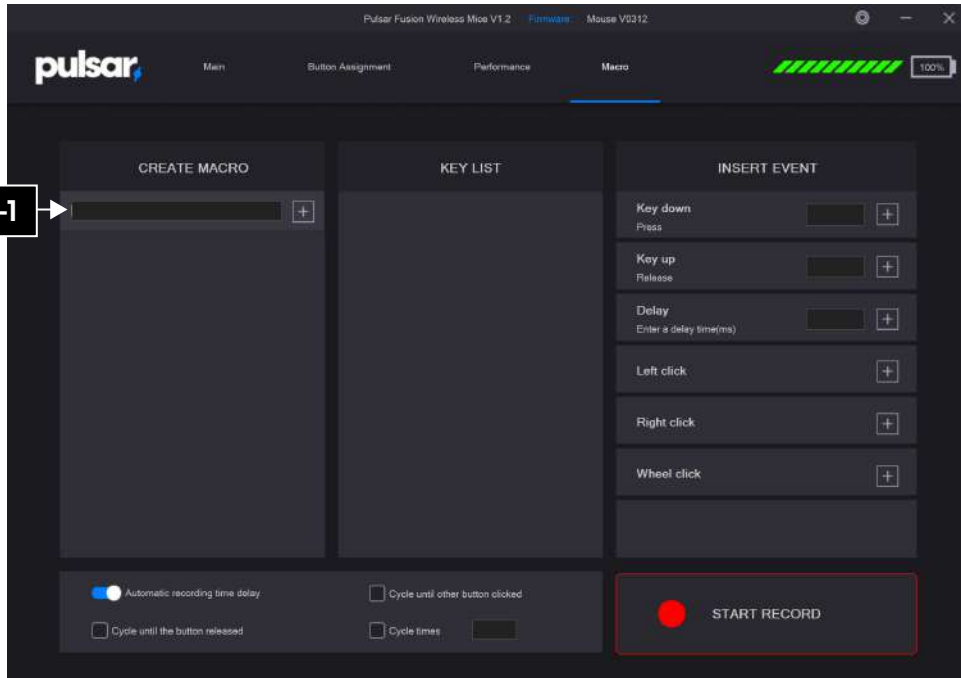 Pulsar Fusion Wireless Mice V1.2 Firmware: Mouse V0312
pulsar
Main Button Assignment Performance Macro
100%
CREATE MACRO KEY LIST INSERT EVENT
-1
Key down
Press
Key up
Release
Delay
Enter a delay time(ms)
Left click
Right click
Wheel click
Automatic recording time delay Cycle until other button clicked
Cycle until the button released Cycle times
START RECORD